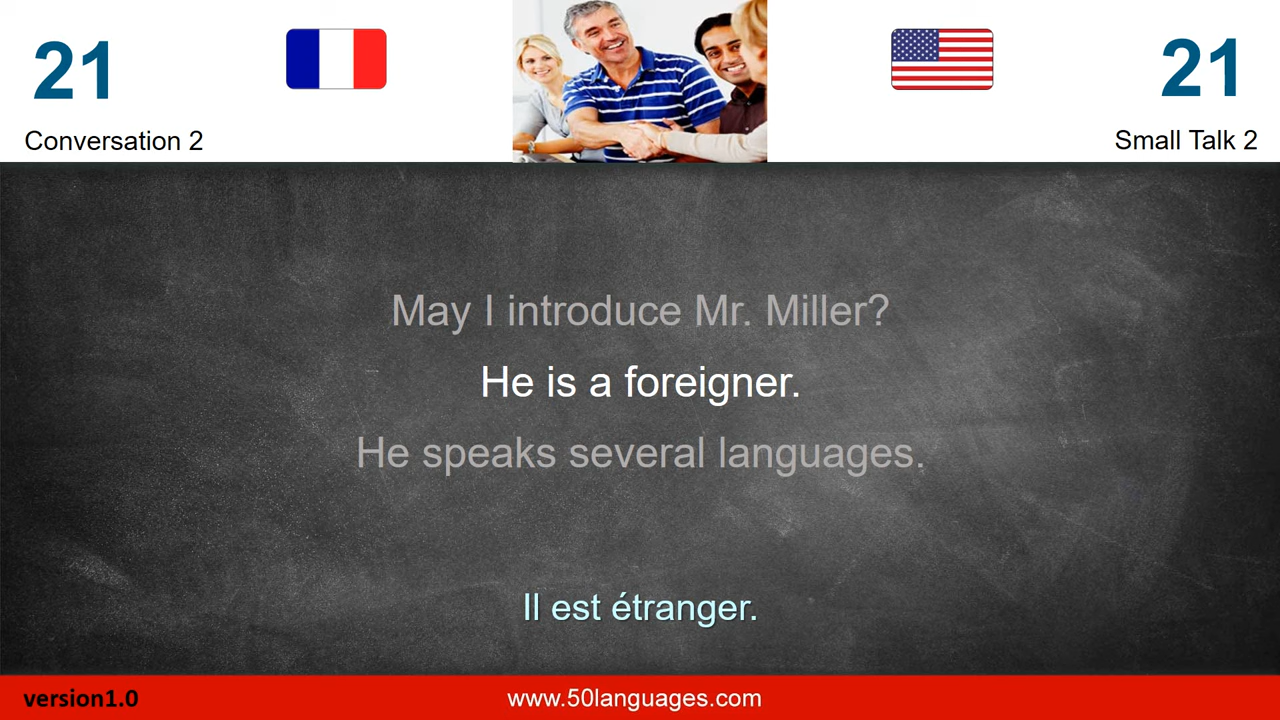 21
21
Conversation 2
Small Talk 2
May I introduce Mr. Miller?
He is a foreigner.
He speaks several languages.
Il est étranger.
version1.0
www.50languages.com